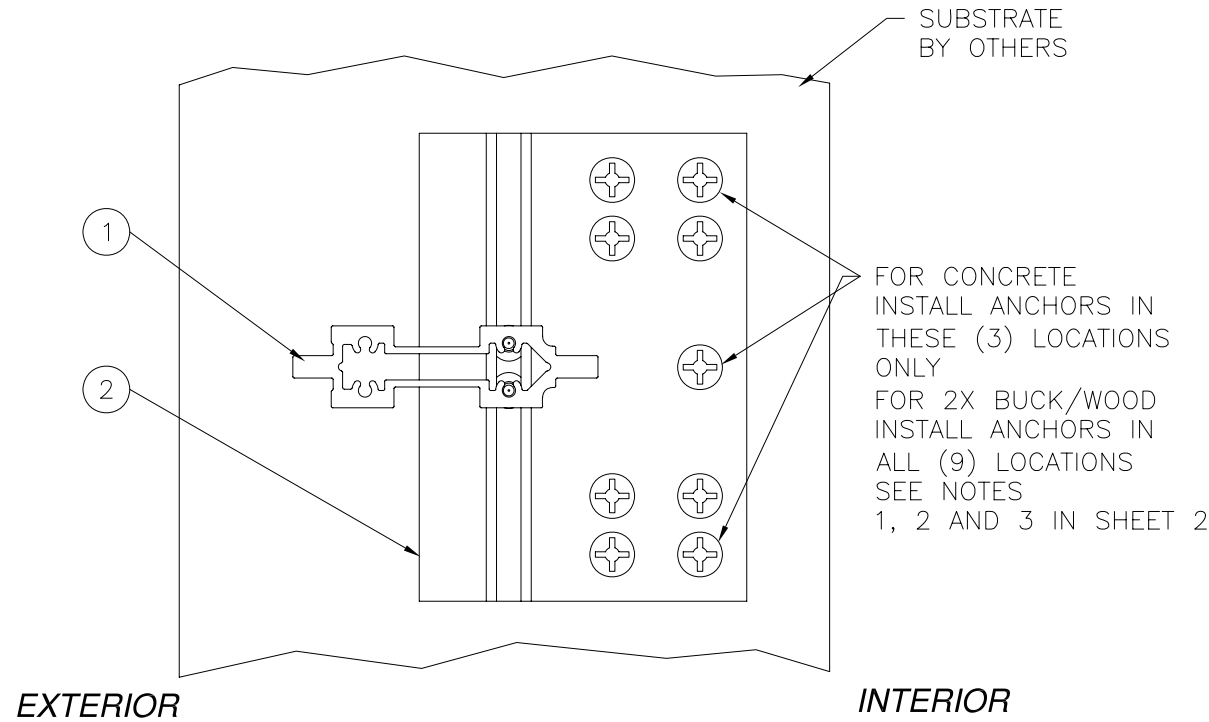 SUBSTRATE
BY OTHERS
1
2
FOR CONCRETE
INSTALL ANCHORS IN
THESE (3) LOCATIONS
ONLY
FOR 2X BUCK/WOOD
INSTALL ANCHORS IN
ALL (9) LOCATIONS
SEE NOTES
1, 2 AND 3 IN SHEET 2
EXTERIOR
INTERIOR